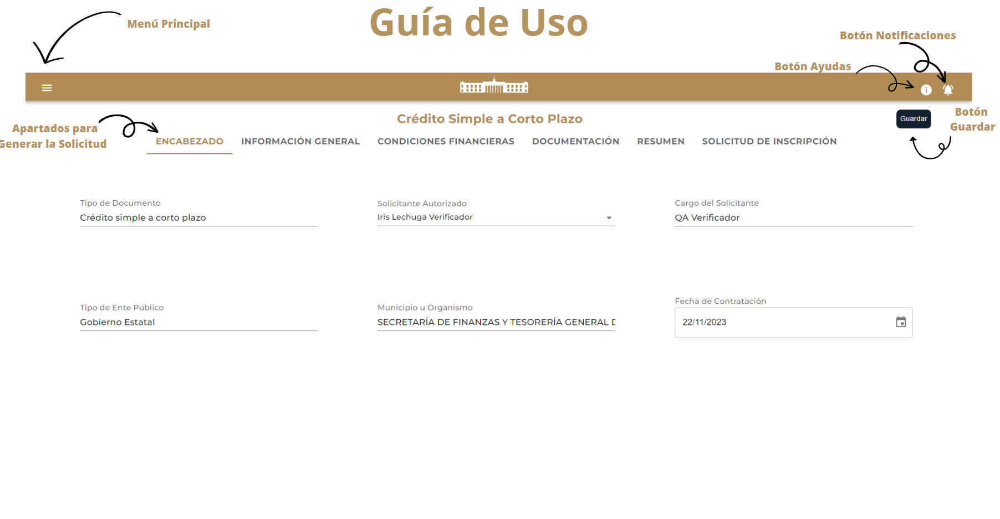 Guía de Uso
Menú Principal
Botón Notificaciones
Botón Ayudas
Crédito Simple a Corto Plazo
Guardar
Botón
Guardar
Apartados para
Generar la Solicitud
ENCABEZADO
INFORMACIÓN GENERAL
CONDICIONES FINANCIERAS
DOCUMENTACIÓN
RESUMEN
SOLICITUD DE INSCRIPCIÓN
Tipo de Documento
Crédito simple a corto plazo
Solicitante Autorizado
Iris Lechuga Verificador
Cargo del Solicitante
QA Verificador
Tipo de Ente Público
Gobierno Estatal
Municipio u Organismo
SECRETARÍA DE FINANZAS Y TESORERÍA GENERAL D
Fecha de Contratación
22/11/2023